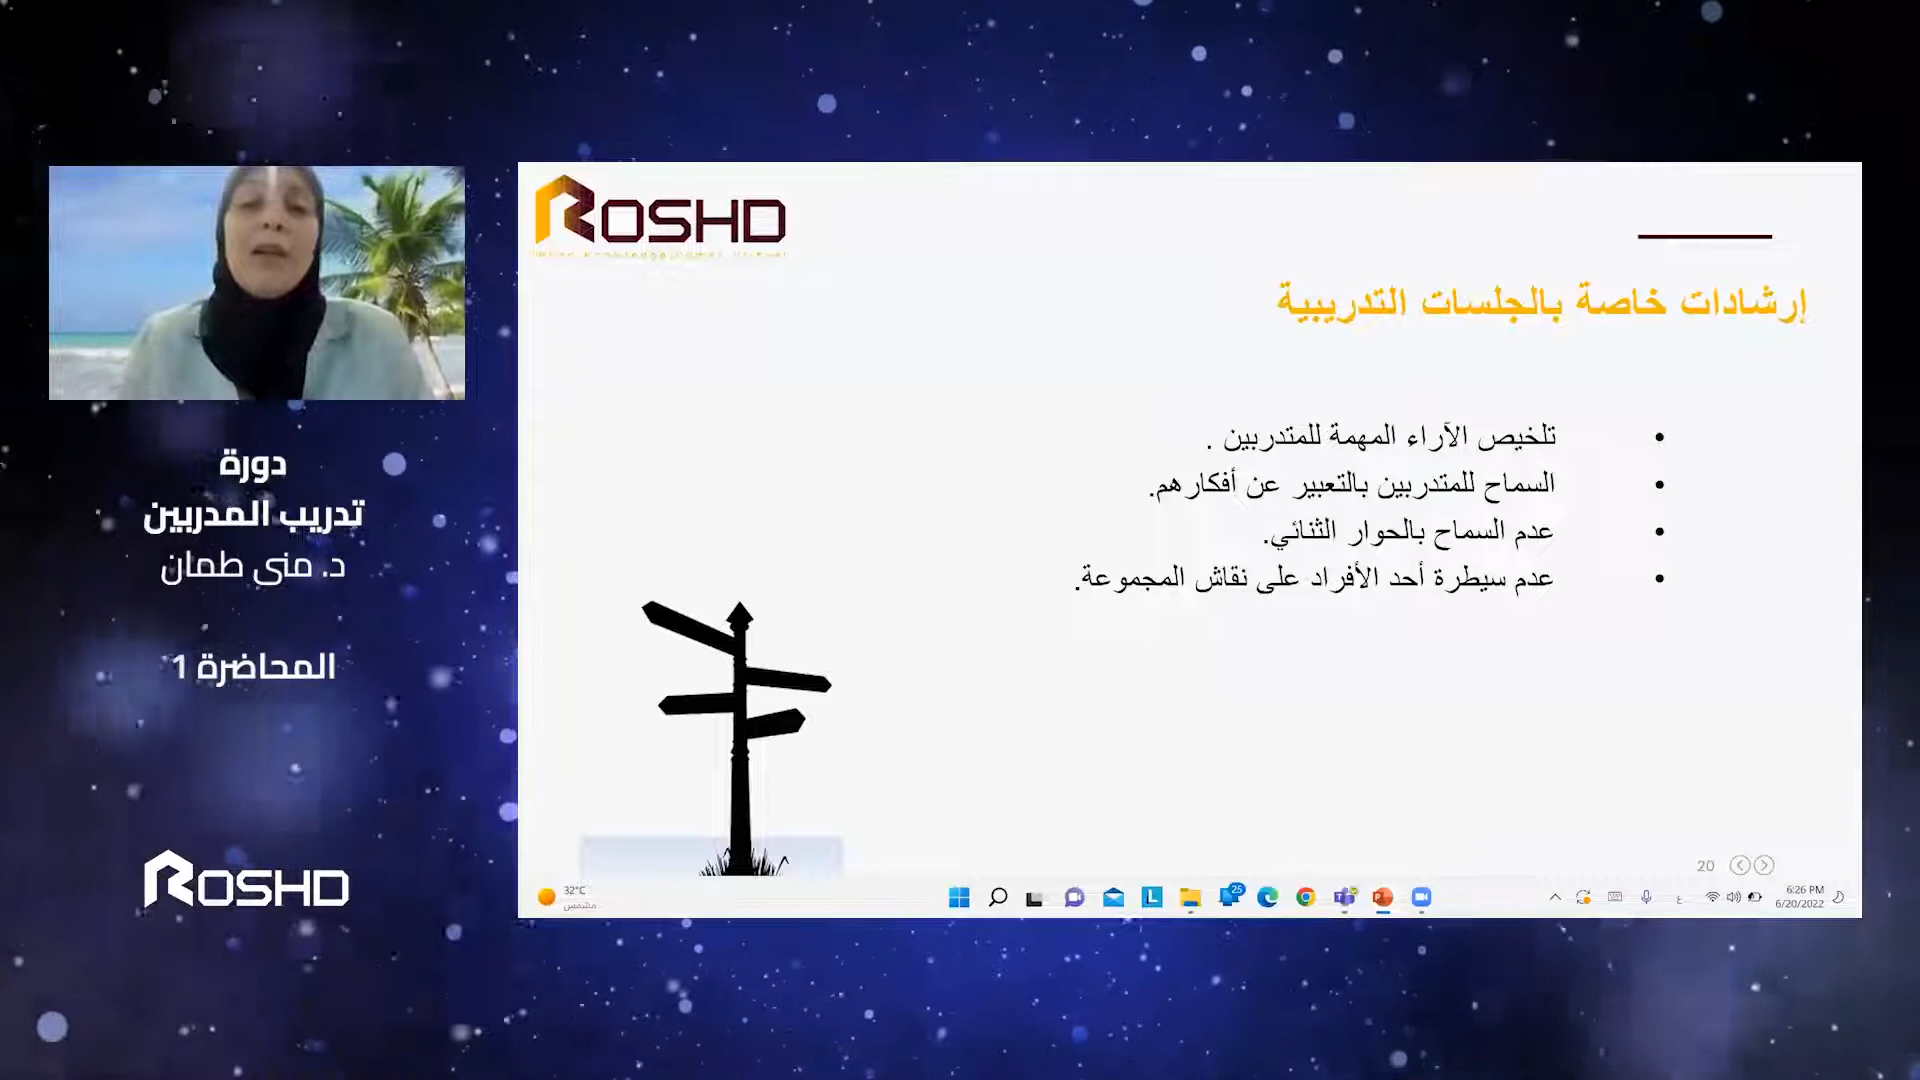 ROSHD
إرشادات خاصة بالجلسات التدريبية
• تلخيص الآراء المهمة للمتدربين .
• السماح للمتدربين بالتعبير عن أفكارهم.
• عدم السماح بالحوار الثنائي.
• عدم سيطرة أحد الأفراد على نقاش المجموعة.
20
32°C
مشمس
25
ع
6:26 PM
6/20/2022
دورة
تدريب المدربين
د. منى طمان
المحاضرة 1
ROSHD